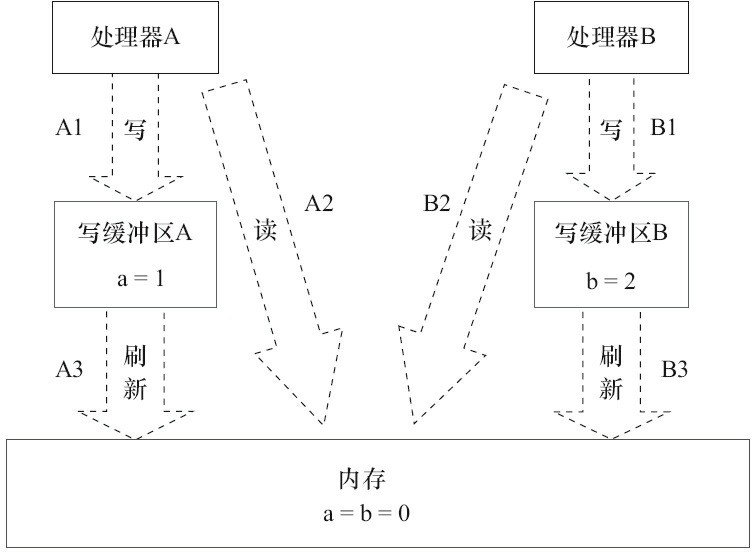 处理器A
处理器B
A1
写
写
B1
A2
B2
读
读
写缓冲区A
a = 1
写缓冲区B
b = 2
A3
刷
新
刷
新
B3
内存
a = b = 0